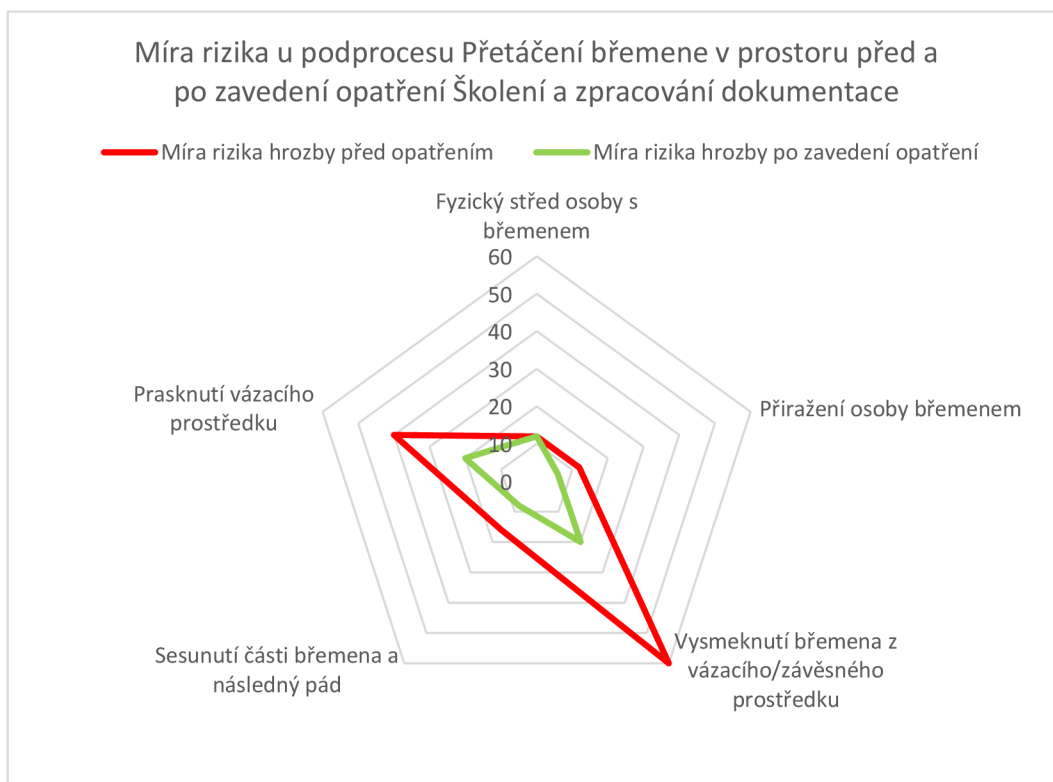 Míra rizika u podprocesu Přetáčení břemene v prostoru před a
po zavedení opatření Školení a zpracování dokumentace
Míra rizika hrozby před opatřením
Míra rizika hrozby po zavedení opatření
Fyzický střed osoby s
břemenem
60
50
40
30
20
10
0
Přiražení osoby břemenem
Vysmeknutí břemena z
vázacího/závěsného
prostředku
Sesunutí části břemena a
následný pád
Prasknutí vázacího
prostředku